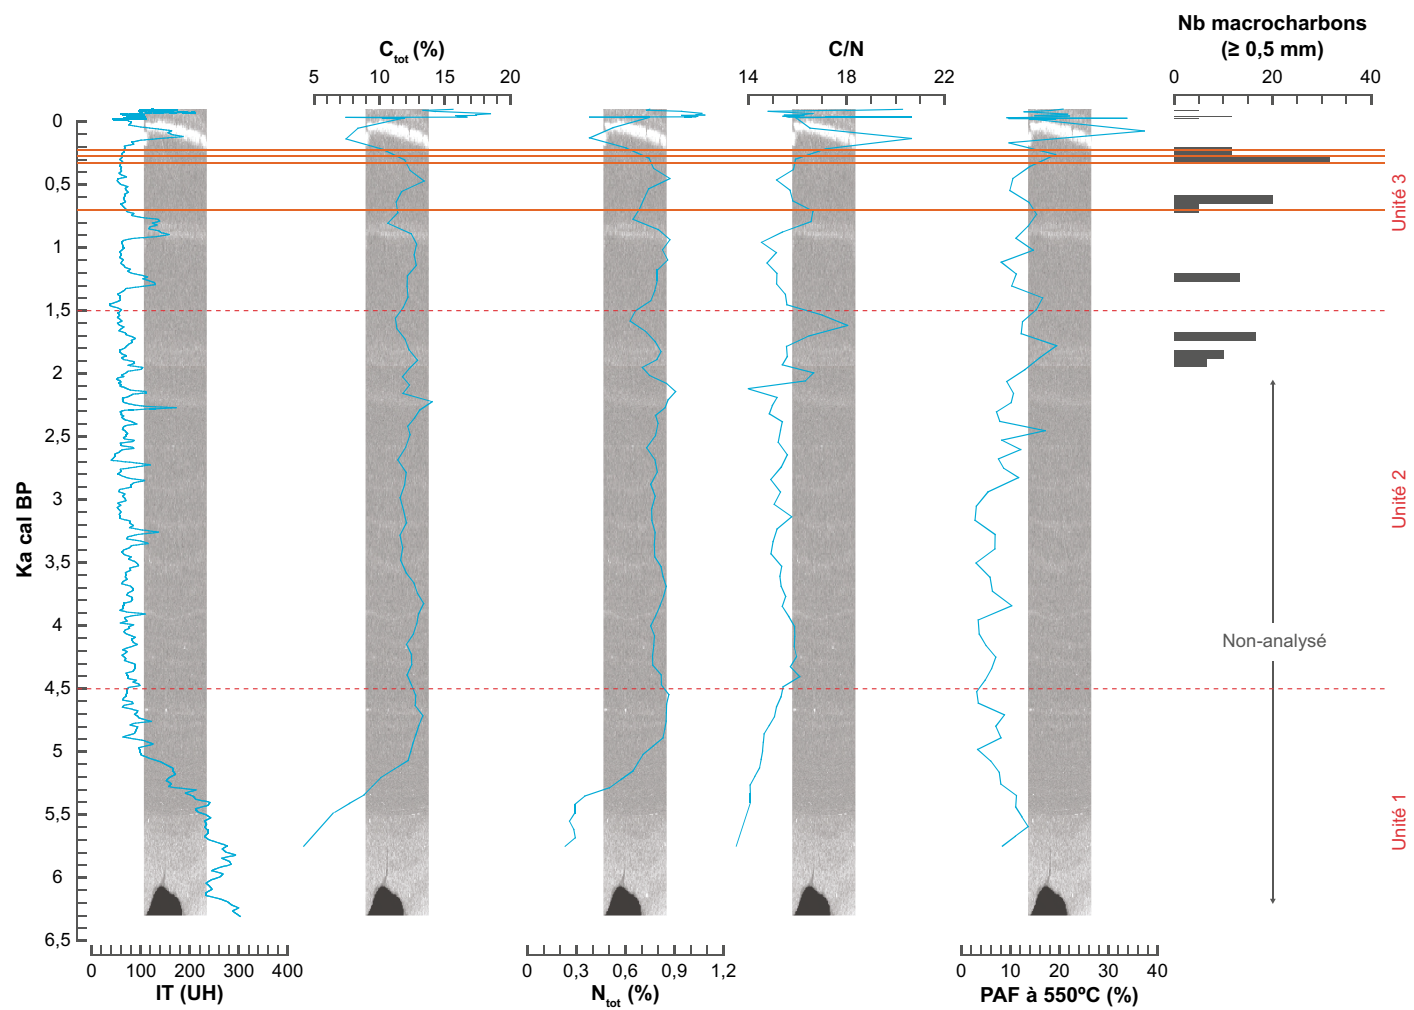 Nb macrocharbons
(≥ 0,5 mm)
C_tot (%)
C/N
5 10 15 20
14 18 22
0 20 40
0
0,5
1
1,5
2
2,5
3
3,5
4
4,5
5
5,5
6
6,5
Ka cal BP
Unité 3
Unité 2
Unité 1
Non-analysé
0 100 200 300 400
IT (UH)
0 0,3 0,6 0,9 1,2
N_tot (%)
0 10 20 30 40
PAF à 550ºC (%)